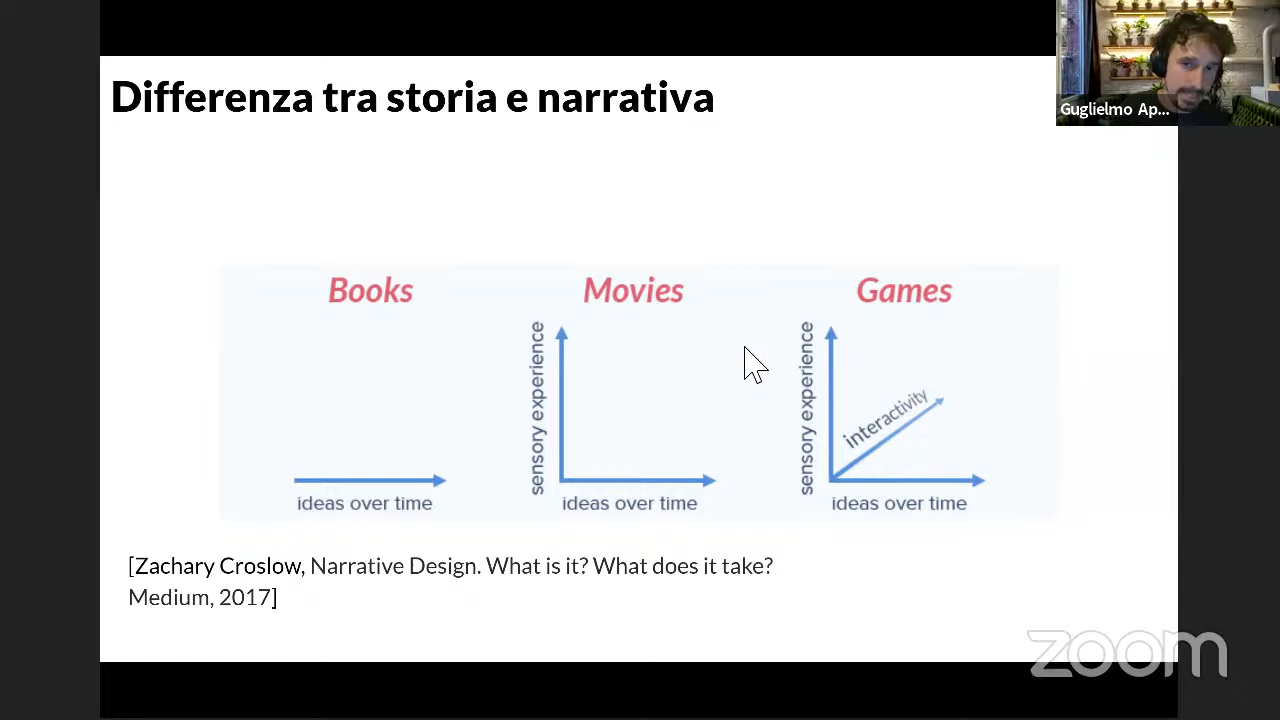 Differenza tra storia e narrativa
Guglielmo Ap...
Books
Movies
Games
sensory experience
sensory experience
interactivity
ideas over time
ideas over time
ideas over time
[Zachary Croslow, Narrative Design. What is it? What does it take?
Medium, 2017]
zoom